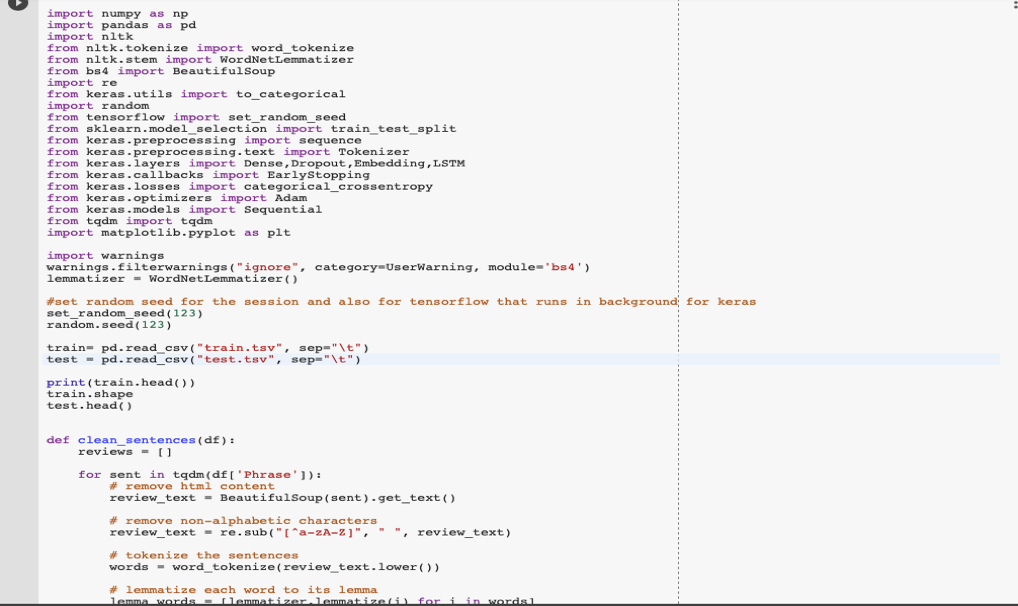 import numpy as np
import pandas as pd
import nltk
from nltk.tokenize import word_tokenize
from nltk.stem import WordNetLemmatizer
from bs4 import BeautifulSoup
import re
from keras.utils import to_categorical
import random
from tensorflow import set_random_seed
from sklearn.model_selection import train_test_split
from keras.preprocessing import sequence
from keras.preprocessing.text import Tokenizer
from keras.layers import Dense,Dropout,Embedding,LSTM
from keras.callbacks import EarlyStopping
from keras.losses import categorical_crossentropy
from keras.optimizers import Adam
from keras.models import Sequential
from tqdm import tqdm
import matplotlib.pyplot as plt
import warnings
warnings.filterwarnings("ignore", category=UserWarning, module='bs4')
lemmatizer = WordNetLemmatizer()
#set random seed for the session and also for tensorflow that runs in background for keras
set_random_seed(123)
random.seed(123)
train= pd.read_csv("train.tsv", sep="\t")
test = pd.read_csv("test.tsv", sep="\t")
print(train.head())
train.shape
test.head()
def clean_sentences(df):
    reviews = []
    for sent in tqdm(df['Phrase']):
        # remove html content
        review_text = BeautifulSoup(sent).get_text()
        # remove non-alphabetic characters
        review_text = re.sub("[^a-zA-Z]", " ", review_text)
        # tokenize the sentences
        words = word_tokenize(review_text.lower())
        # lemmatize each word to its lemma
        lemma_words = [lemmatizer.lemmatize(i) for i in words]